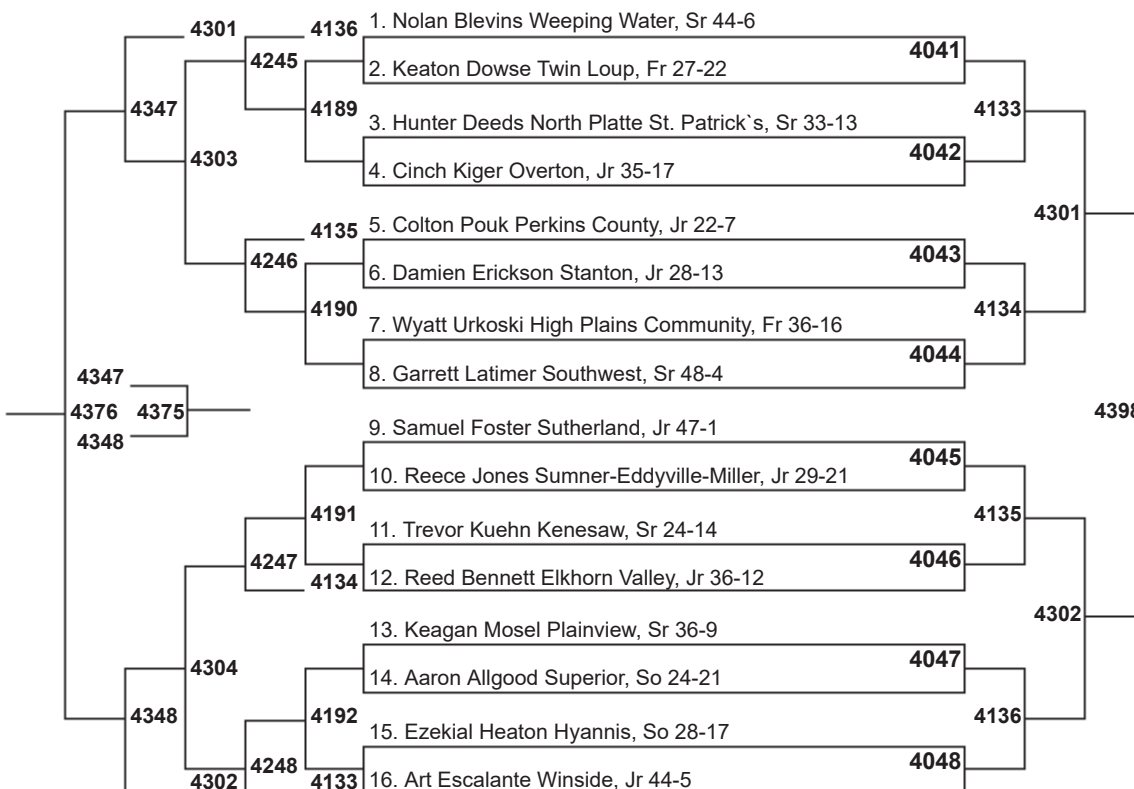 4301 4136 1. Nolan Blevins Weeping Water, Sr 44-6
4245 4041
2. Keaton Dowse Twin Loup, Fr 27-22
4347 4189 4133
3. Hunter Deeds North Platte St. Patrick`s, Sr 33-13
4303 4042
4. Cinch Kiger Overton, Jr 35-17
4301
4135 5. Colton Pouk Perkins County, Jr 22-7
4246 4043
6. Damien Erickson Stanton, Jr 28-13
4190 4134
7. Wyatt Urkoski High Plains Community, Fr 36-16
4044
4347 8. Garrett Latimer Southwest, Sr 48-4
4376 4375 4398
4348 9. Samuel Foster Sutherland, Jr 47-1
4045
10. Reece Jones Sumner-Eddyville-Miller, Jr 29-21
4191 4135
11. Trevor Kuehn Kenesaw, Sr 24-14
4247 4046
4134 12. Reed Bennett Elkhorn Valley, Jr 36-12
4302
13. Keagan Mosel Plainview, Sr 36-9
4304 4047
14. Aaron Allgood Superior, So 24-21
4348 4192 4136
15. Ezekial Heaton Hyannis, So 28-17
4248 4048
4302 4133 16. Art Escalante Winside, Jr 44-5